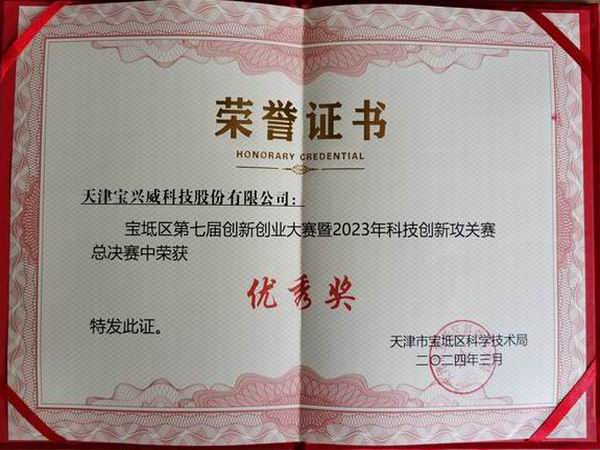 荣誉证书
HONORARY CREDENTIAL
天津宝兴威科技股份有限公司：
宝坻区第七届创新创业大赛暨2023年科技创新攻关赛
总决赛中荣获
优秀奖
特发此证。
天津市宝坻区科学技术局
二〇二四年三月